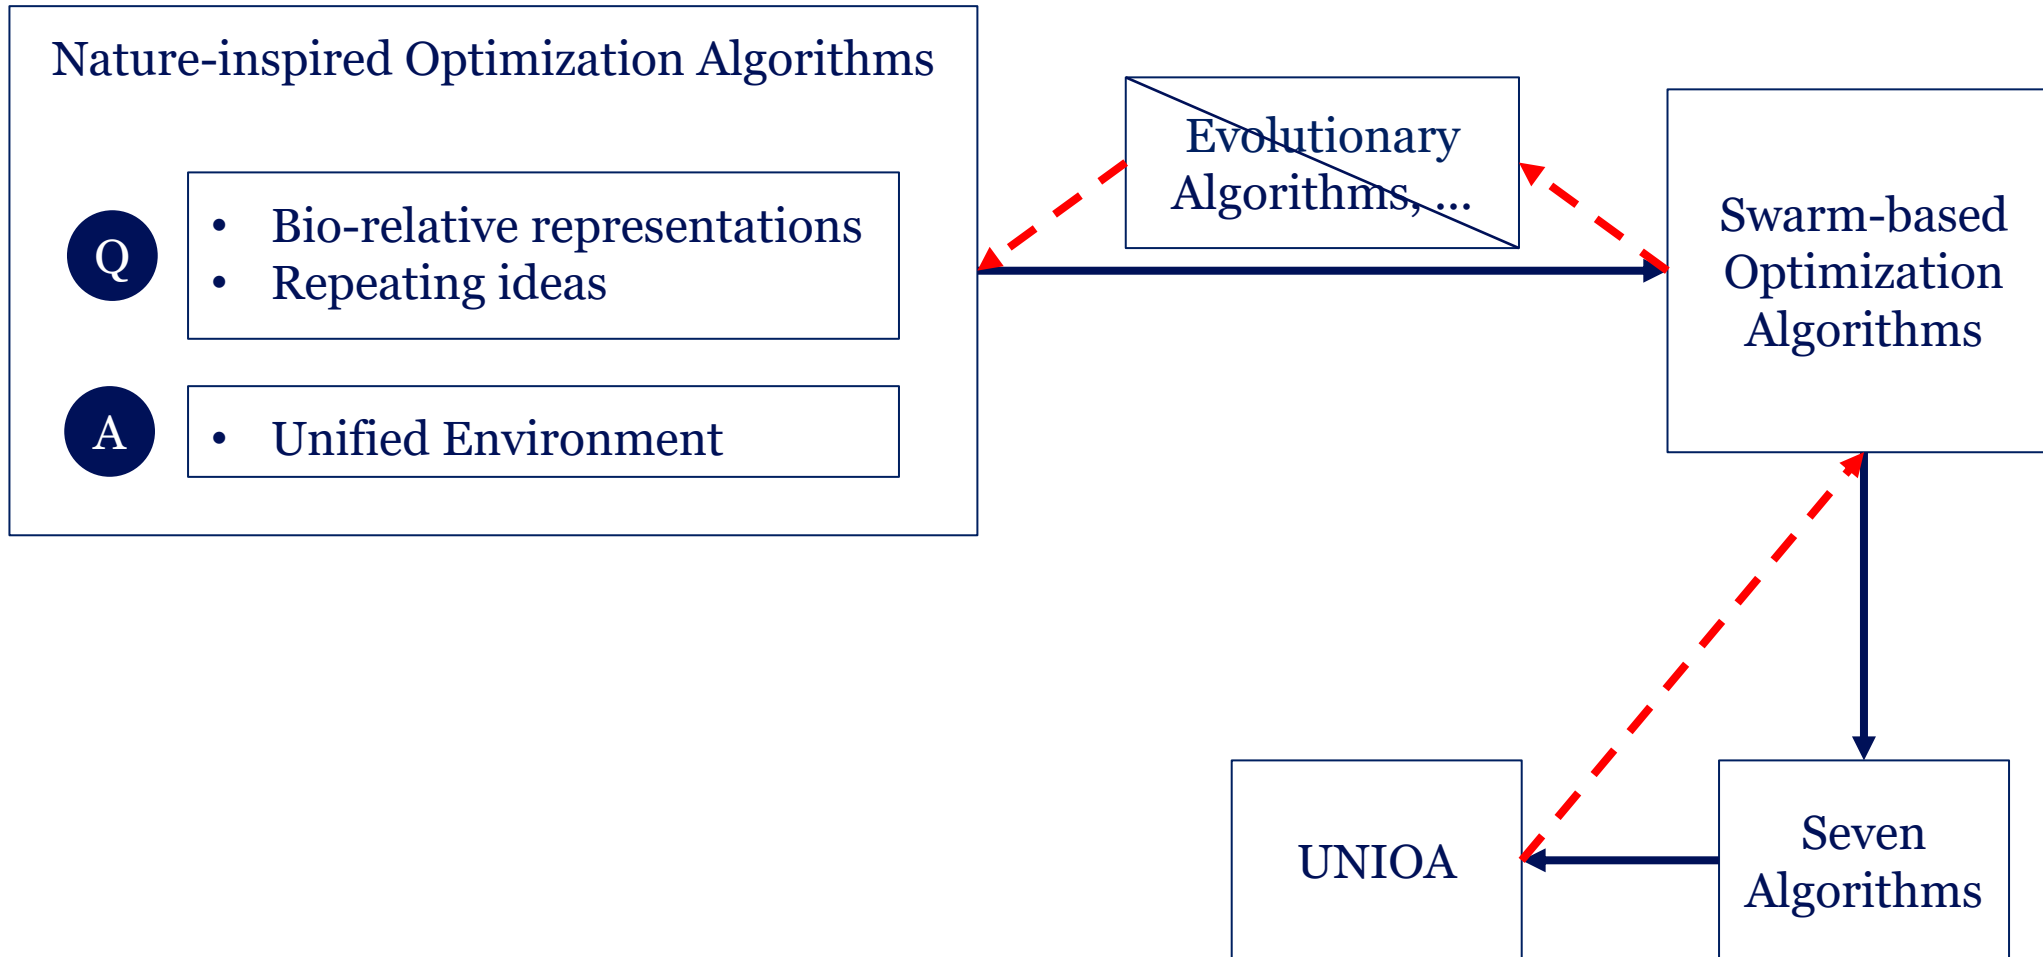 Nature-inspired Optimization Algorithms
Q
• Bio-relative representations
• Repeating ideas
A
• Unified Environment
Evolutionary
Algorithms, ...
Swarm-based
Optimization
Algorithms
UNIOA
Seven
Algorithms